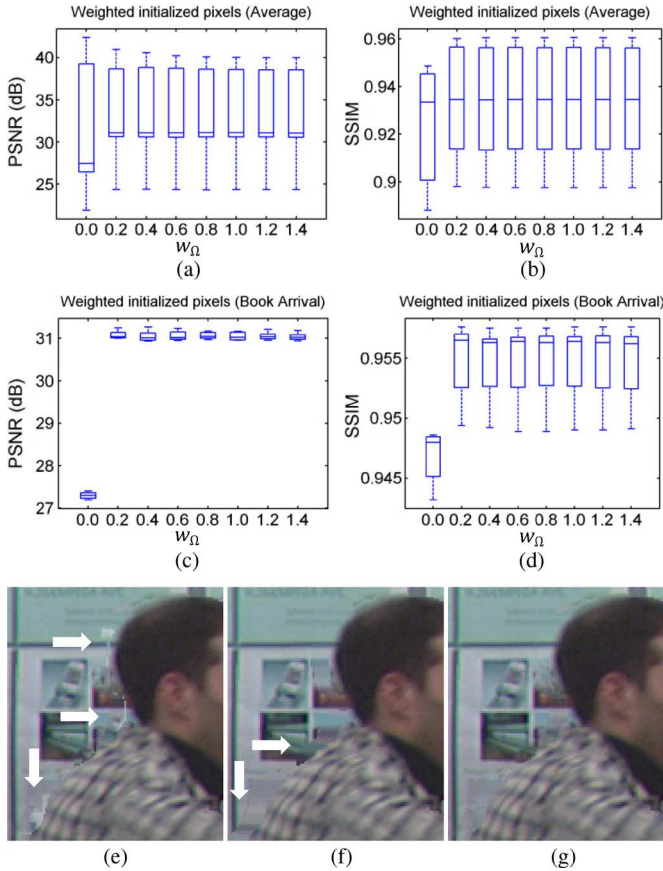 Weighted initialized pixels (Average)
PSNR (dB)
40
35
30
25
0.0 0.2 0.4 0.6 0.8 1.0 1.2 1.4
wΩ
(a)
Weighted initialized pixels (Average)
SSIM
0.96
0.94
0.92
0.9
0.0 0.2 0.4 0.6 0.8 1.0 1.2 1.4
wΩ
(b)
Weighted initialized pixels (Book Arrival)
PSNR (dB)
31
30
29
28
27
0.0 0.2 0.4 0.6 0.8 1.0 1.2 1.4
wΩ
(c)
Weighted initialized pixels (Book Arrival)
SSIM
0.955
0.95
0.945
0.0 0.2 0.4 0.6 0.8 1.0 1.2 1.4
wΩ
(d)
(e)
(f)
(g)